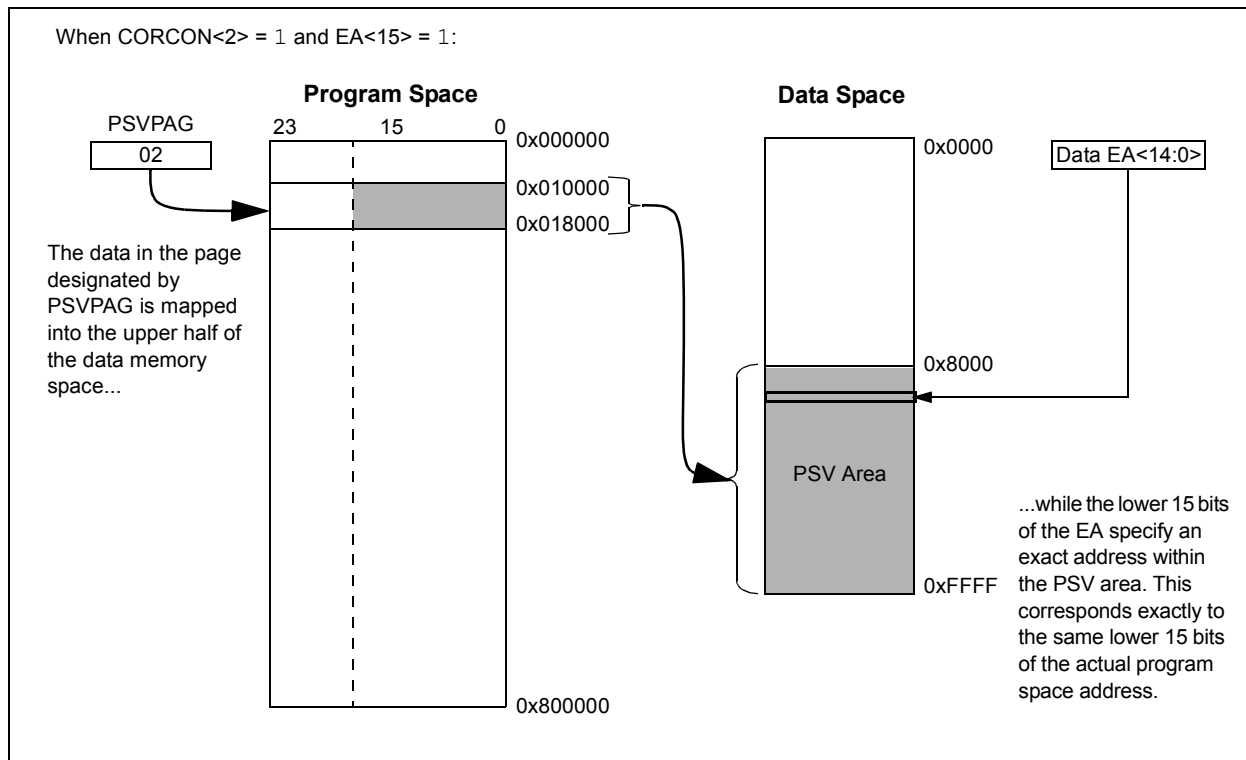 When CORCON<2> = 1 and EA<15> = 1:
Program Space
Data Space
PSVPAG
23 15 0
02
0x000000
0x010000
0x018000
0x800000
The data in the page
designated by
PSVPAG is mapped
into the upper half of
the data memory
space...
0x0000
0x8000
0xFFFF
PSV Area
Data EA<14:0>
...while the lower 15 bits
of the EA specify an
exact address within
the PSV area. This
corresponds exactly to
the same lower 15 bits
of the actual program
space address.